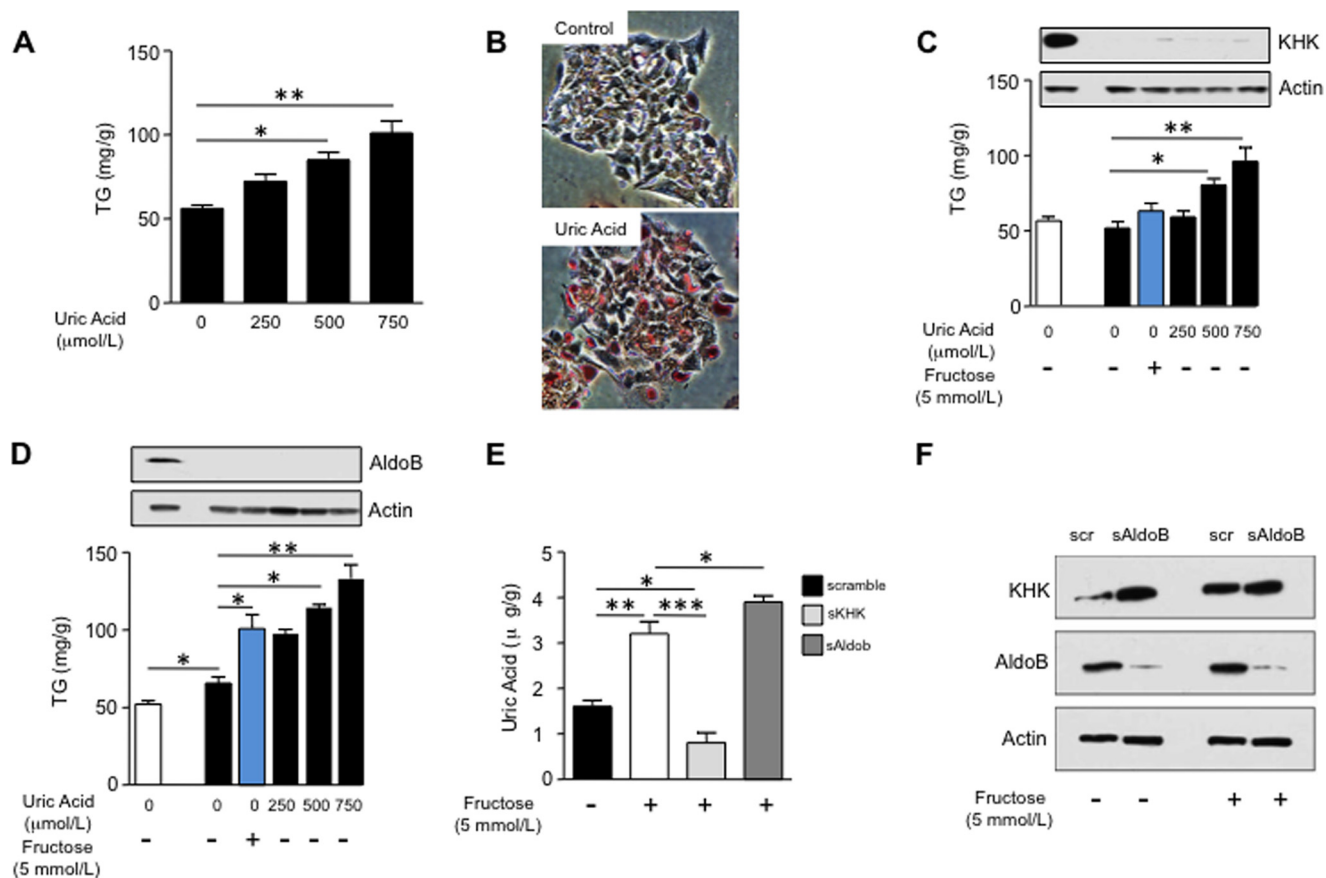 A
150
100
50
0
TG (mg/g)
**
*
Uric Acid
(μmol/L)
0 250 500 750
B
Control
Uric Acid
C
KHK
Actin
150
100
50
0
TG (mg/g)
**
*
Uric Acid
(μmol/L)
0 0 0 250 500 750
Fructose
(5 mmol/L)
- - + - - -
D
AldoB
Actin
150
100
50
0
TG (mg/g)
**
*
*
*
Uric Acid
(μmol/L)
0 0 0 250 500 750
Fructose
(5 mmol/L)
- - + - - -
E
5
4
3
2
1
0
Uric Acid (μ g/g)
*
*
** ***
scramble
sKHK
sAldob
Fructose
(5 mmol/L)
- + + +
F
scr sAldoB scr sAldoB
KHK
AldoB
Actin
Fructose
(5 mmol/L)
- - + +